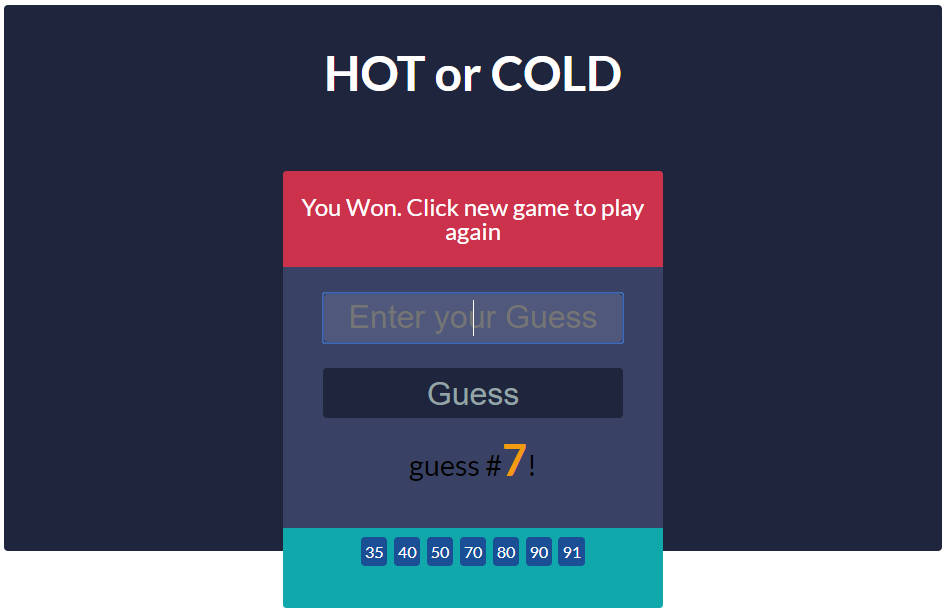 HOT or COLD
You Won. Click new game to play
again
Enter your Guess
Guess
guess #7!
35 40 50 70 80 90 91